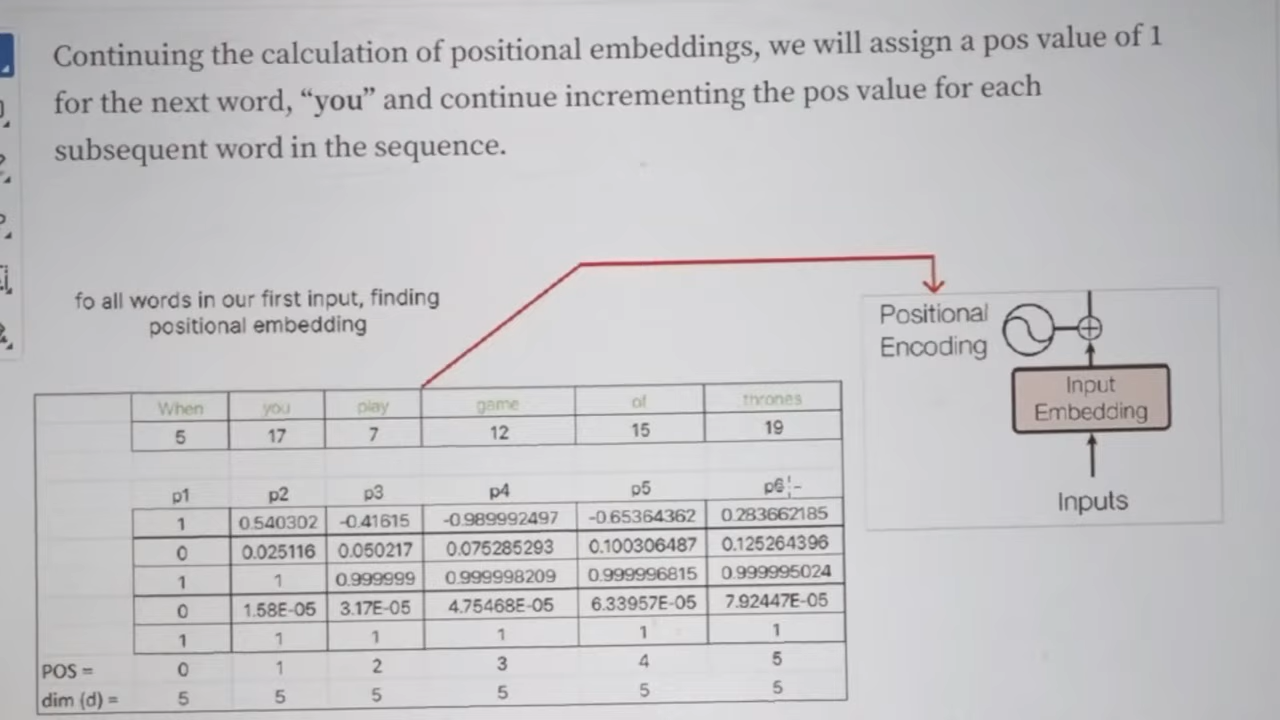 Continuing the calculation of positional embeddings, we will assign a pos value of 1
for the next word, “you” and continue incrementing the pos value for each
subsequent word in the sequence.
fo all words in our first input, finding
positional embedding
Positional
Encoding
Input
Embedding
Inputs
When you play game of thrones
5 17 7 12 15 19
p1 p2 p3 p4 p5 p6
1 0.540302 -0.41615 -0.989992497 -0.65364362 0.283662185
0 0.025116 0.050217 0.075285293 0.100306487 0.125264396
1 1 0.999999 0.999998209 0.999996815 0.999995024
0 1.58E-05 3.17E-05 4.75468E-05 6.33957E-05 7.92447E-05
1 1 1 1 1 1
POS = 0 1 2 3 4 5
dim (d) = 5 5 5 5 5 5